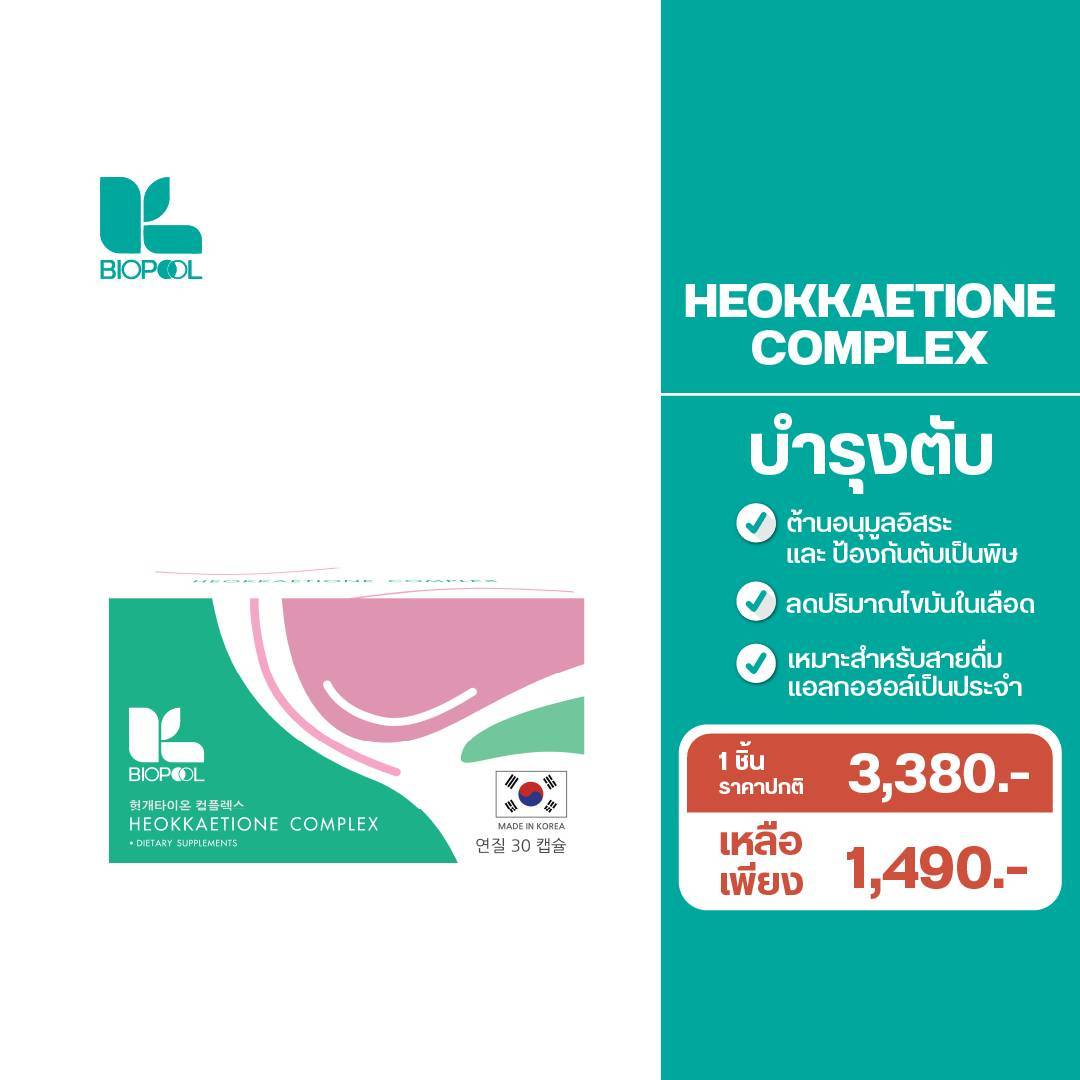 BIOPOOL
HEOKKAETIONE COMPLEX
BIOPOOL
헛개타이온 컴플렉스
HEOKKAETIONE COMPLEX
• DIETARY SUPPLEMENTS
MADE IN KOREA
연질 30 캡슐
HEOKKAETIONE
COMPLEX
บำรุงตับ
ต้านอนุมูลอิสระ
และ ป้องกันตับเป็นพิษ
ลดปริมาณไขมันในเลือด
เหมาะสำหรับสายดื่ม
แอลกอฮอล์เป็นประจำ
1 ชิ้น
ราคาปกติ
3,380.-
เหลือ
เพียง
1,490.-